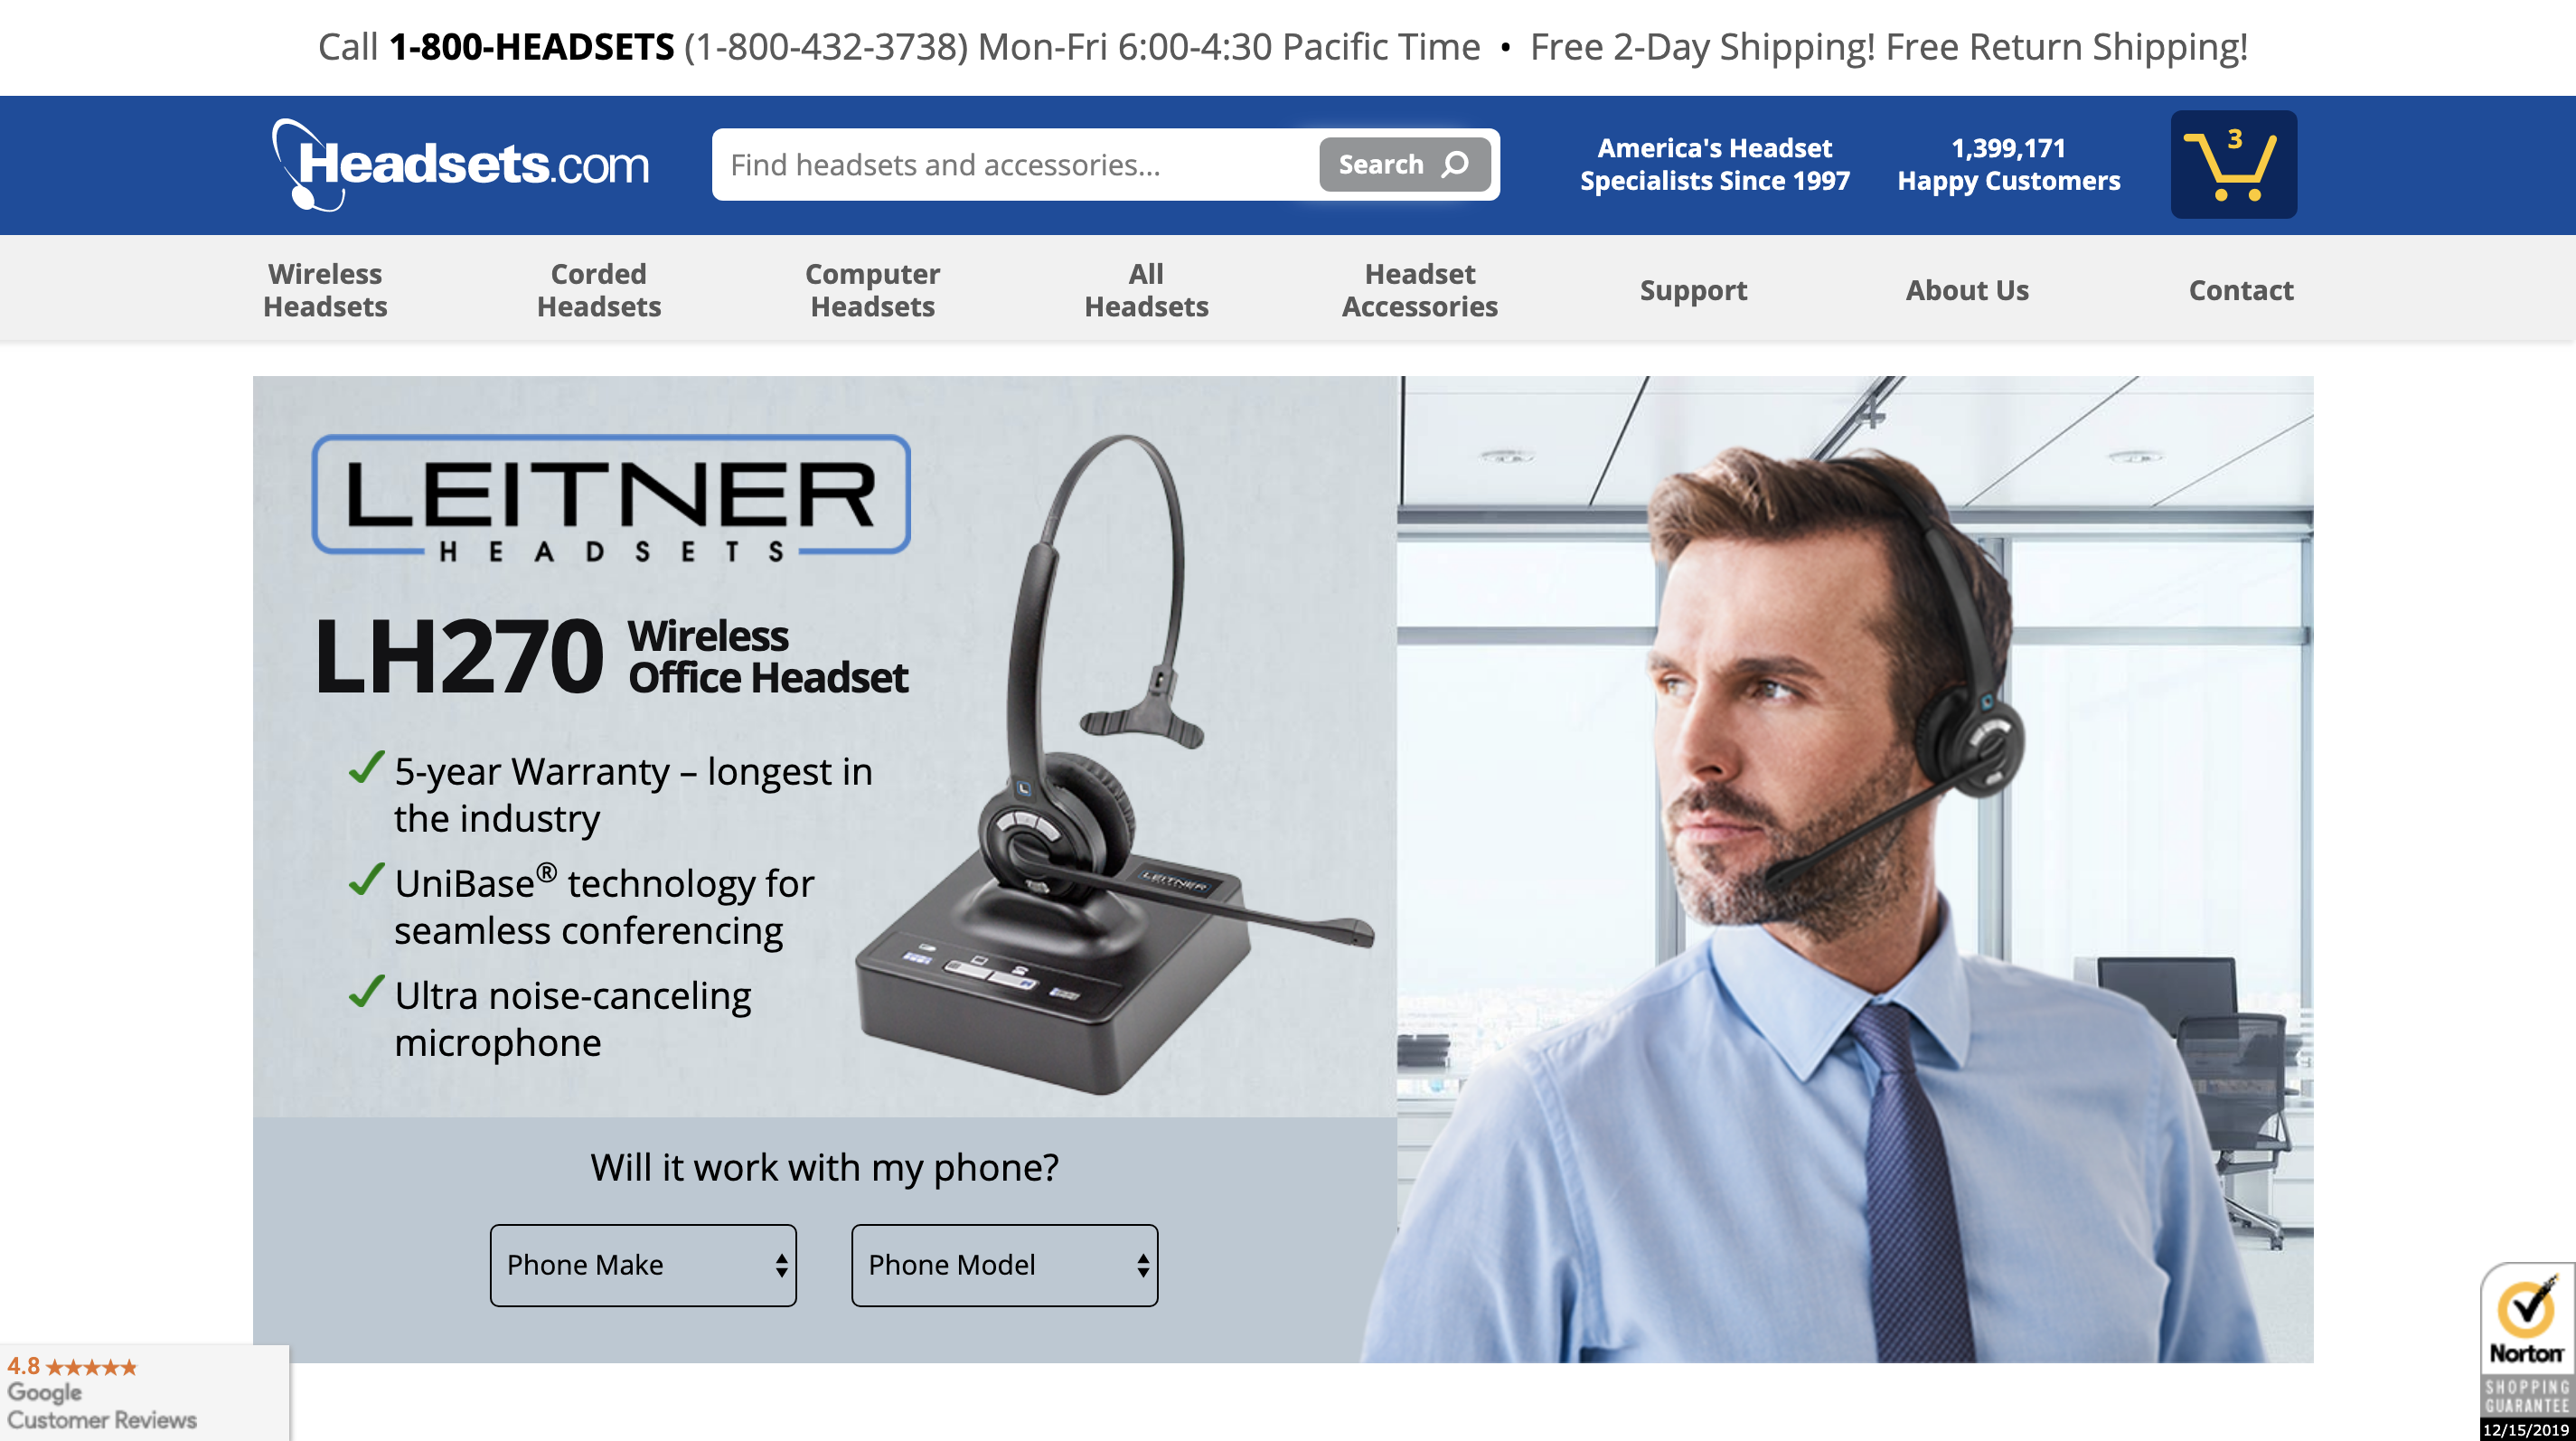 Call 1-800-HEADSETS (1-800-432-3738) Mon-Fri 6:00-4:30 Pacific Time • Free 2-Day Shipping! Free Return Shipping!
Headsets.com
Find headsets and accessories...
Search
America's Headset
Specialists Since 1997
1,399,171
Happy Customers
3
Wireless
Headsets
Corded
Headsets
Computer
Headsets
All
Headsets
Headset
Accessories
Support
About Us
Contact
LEITNER
HEADSETS
LH270
Wireless
Office Headset
5-year Warranty – longest in
the industry
UniBase® technology for
seamless conferencing
Ultra noise-canceling
microphone
L
LEITNER
Will it work with my phone?
Phone Make
Phone Model
4.8
Google
Customer Reviews
Norton
SHOPPING
GUARANTEE
12/15/2019